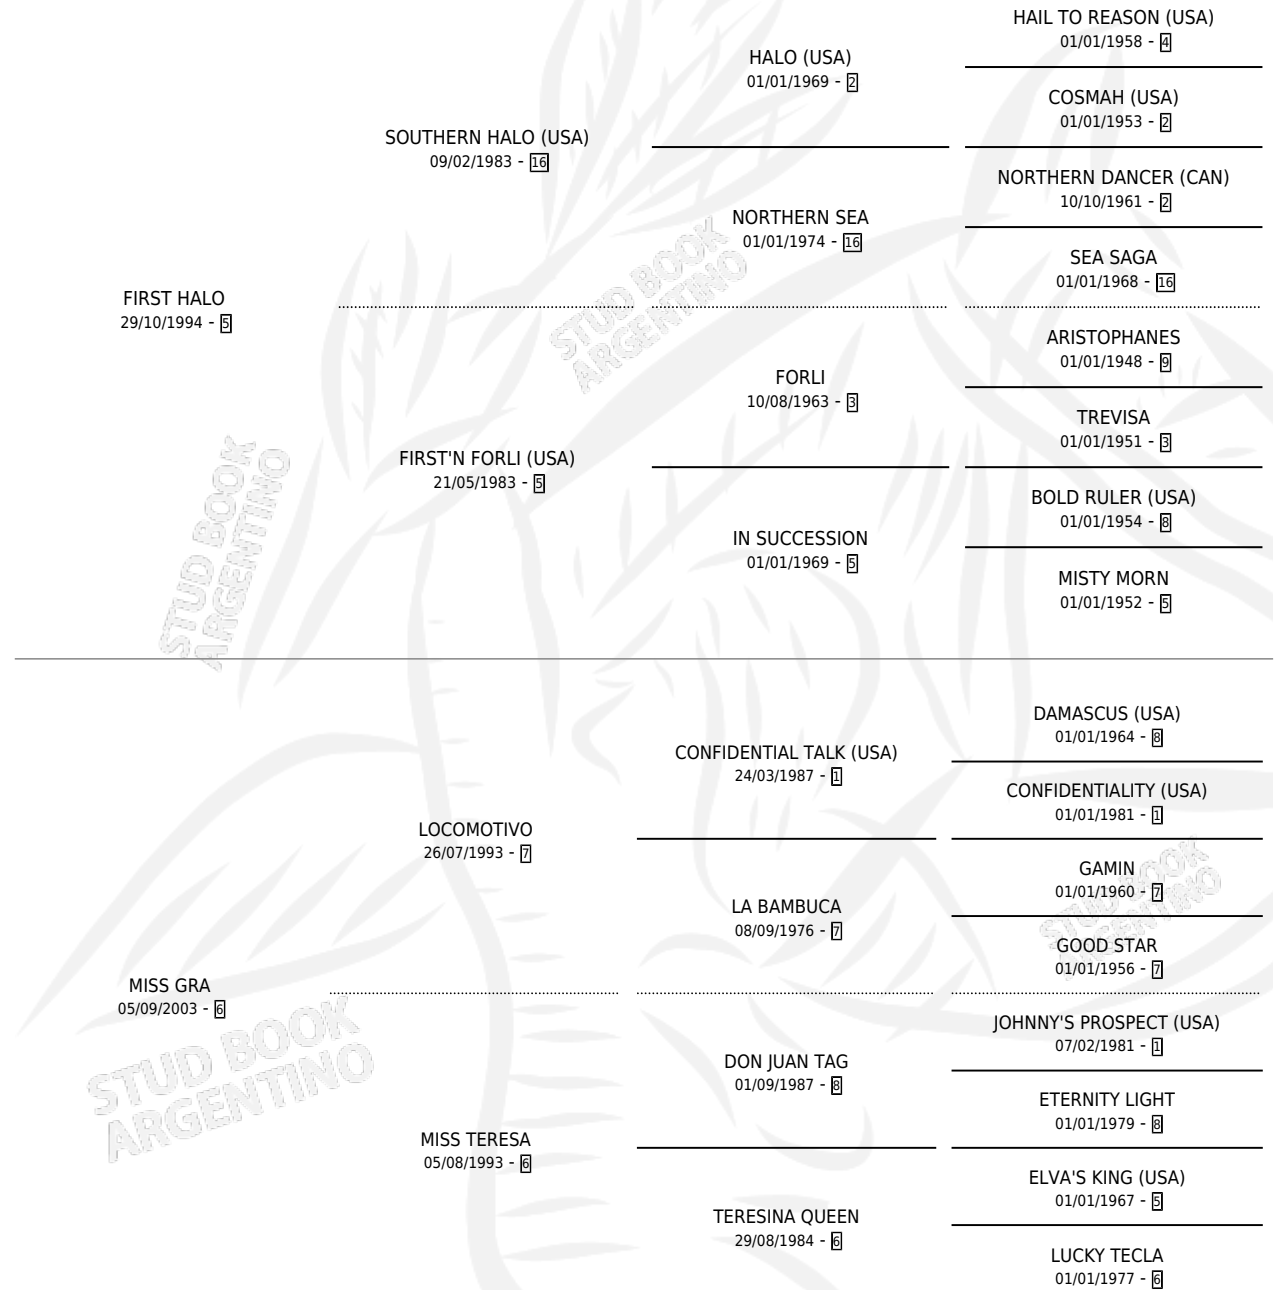 HAIL TO REASON (USA)
01/01/1958 - 4
HALO (USA)
01/01/1969 - 2
COSMAH (USA)
01/01/1953 - 2
SOUTHERN HALO (USA)
09/02/1983 - 16
NORTHERN DANCER (CAN)
10/10/1961 - 2
NORTHERN SEA
01/01/1974 - 16
SEA SAGA
01/01/1968 - 16
FIRST HALO
29/10/1994 - 5
ARISTOPHANES
01/01/1948 - 9
FORLI
10/08/1963 - 3
TREVISA
01/01/1951 - 3
FIRST'N FORLI (USA)
21/05/1983 - 5
BOLD RULER (USA)
01/01/1954 - 8
IN SUCCESSION
01/01/1969 - 5
MISTY MORN
01/01/1952 - 5
DAMASCUS (USA)
01/01/1964 - 8
CONFIDENTIAL TALK (USA)
24/03/1987 - 1
CONFIDENTIALITY (USA)
01/01/1981 - 1
LOCOMOTIVO
26/07/1993 - 7
GAMIN
01/01/1960 - 7
LA BAMBUCA
08/09/1976 - 7
GOOD STAR
01/01/1956 - 7
MISS GRA
05/09/2003 - 6
JOHNNY'S PROSPECT (USA)
07/02/1981 - 1
DON JUAN TAG
01/09/1987 - 8
ETERNITY LIGHT
01/01/1979 - 8
MISS TERESA
05/08/1993 - 6
ELVA'S KING (USA)
01/01/1967 - 5
TERESINA QUEEN
29/08/1984 - 6
LUCKY TECLA
01/01/1977 - 6
STUD BOOK
ARGENTINO
STUD BOOK
ARGENTINO
STUD BOOK
ARGENTINO
STUD BOOK
ARGENTINO